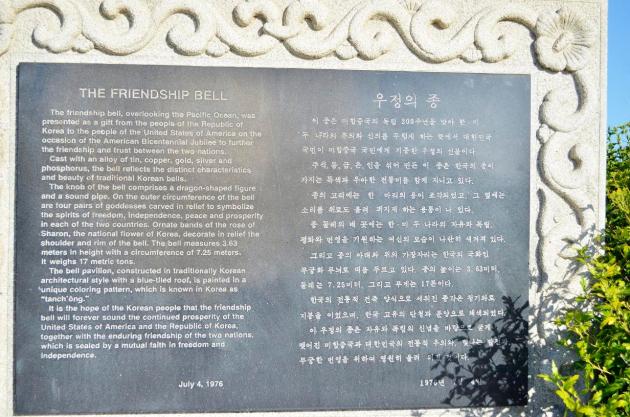 THE FRIENDSHIP BELL
The friendship bell, overlooking the Pacific Ocean, was
presented as a gift from the people of the Republic of
Korea to the people of the United States of America on the
occasion of the American Bicentennial Jubilee to further
the friendship and trust between the two nations.
Cast with an alloy of tin, copper, gold, silver and
phosphorus, the bell reflects the distinct characteristics
and beauty of traditional Korean bells.
The knob of the bell comprises a dragon-shaped figure
and a sound pipe. On the outer circumference of the bell
are four pairs of goddesses carved in relief to symbolize
the spirits of freedom, independence, peace and prosperity
in each of the two countries. Ornate bands of the rose of
Sharon, the national flower of Korea, decorate in relief the
shoulder and rim of the bell. The bell measures 3.63
meters in height with a circumference of 7.25 meters.
It weighs 17 metric tons.
The bell pavilion, constructed in traditionally Korean
architectural style with a blue-tiled roof, is painted in a
unique coloring pattern, which is known in Korea as
"tanch'ŏng."
It is the hope of the Korean people that the friendship
bell will forever sound the continued prosperity of the
United States of America and the Republic of Korea,
together with the enduring friendship of the two nations,
which is sealed by a mutual faith in freedom and
independence.
July 4, 1976
우정의 종
이 종은 미합중국의 독립 200주년을 맞아 한·미
두 나라의 우의와 신의를 두텁게 하는 뜻에서 대한민국
국민이 미합중국 국민에게 기증한 우정의 선물이다.
주석, 동, 금, 은, 인을 섞어 만든 이 종은 한국의 종이
가지는 특색과 우아한 전통미를 함께 지니고 있다.
종의 고리에는 한 마리의 용이 조각되었고, 그 옆에는
소리를 위로도 울려 퍼지게 하는 용통이 나 있다.
종 둘레의 네 곳에는 한·미 두 나라의 자유와 독립,
평화와 번영을 기원하는 여신의 모습이 나란히 새겨져 있다.
그리고 종의 아래와 위의 가장자리는 한국의 국화인
무궁화 무늬로 띠를 두르고 있다. 종의 높이는 3.63미터,
둘레는 7.25미터, 그리고 무게는 17톤이다.
한국의 전통적 건축 양식으로 세워진 종각은 청기와로
지붕을 이었으며, 한국 고유의 단청과 문양으로 채색되었다.
이 우정의 종은 자유와 독립의 신념을 바탕으로 굳게
맺어진 미합중국과 대한민국의 전통적 우의와,
무궁한 번영을 위하여 영원히 울려
1976년